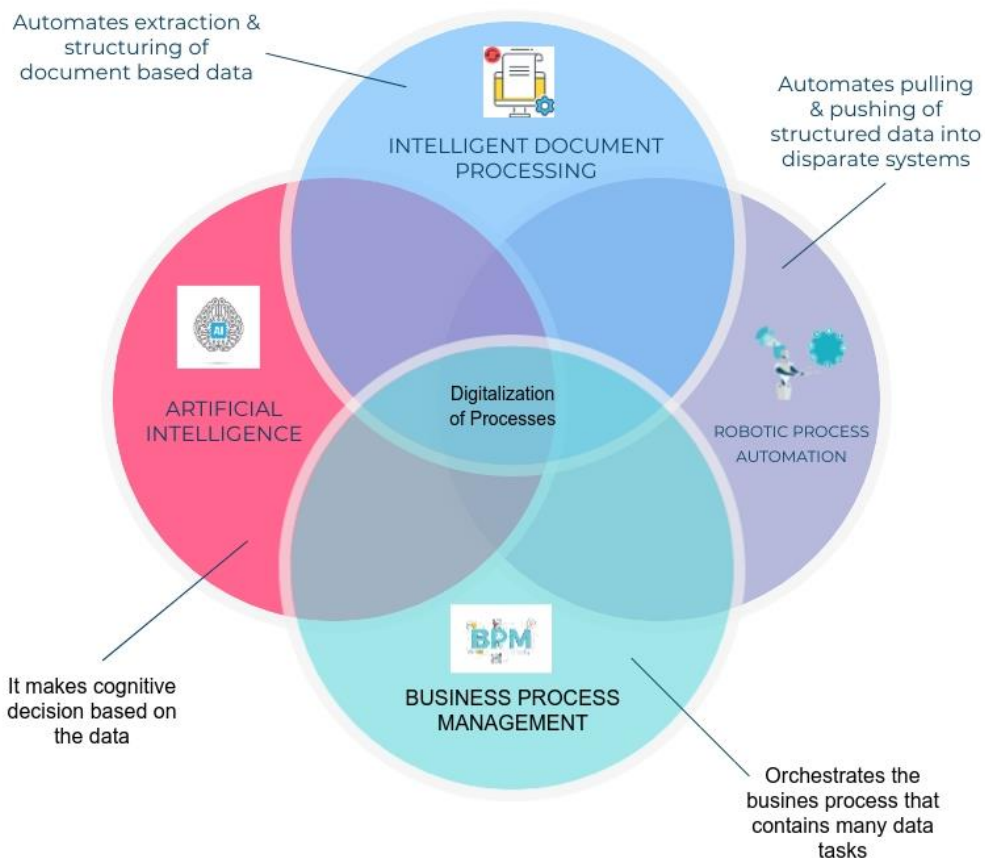 Automates extraction &
structuring of
document based data
Automates pulling
& pushing of
structured data into
disparate systems
INTELLIGENT DOCUMENT
PROCESSING
AI
ARTIFICIAL
INTELLIGENCE
Digitalization
of Processes
ROBOTIC PROCESS
AUTOMATION
BPM
BUSINESS PROCESS
MANAGEMENT
It makes cognitive
decision based on
the data
Orchestrates the
busines process that
contains many data
tasks